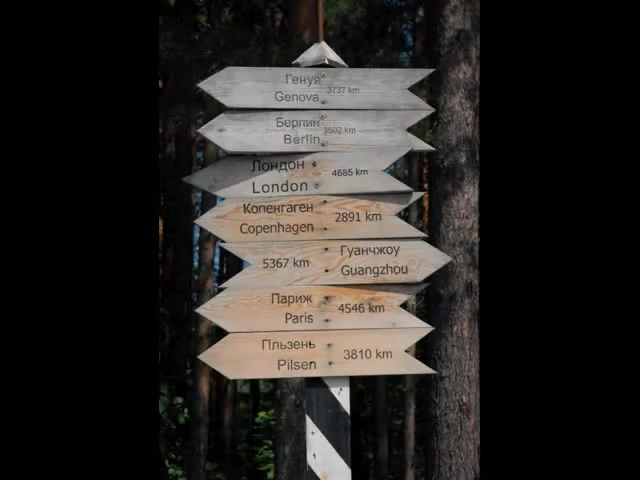 Генуя
Genova 3737 km
Берлин
Berlin 3502 km
Лондон
London 4685 km
Копенгаген
Copenhagen 2891 km
5367 km Гуанчжоу
Guangzhou
Париж
Paris 4546 km
Пльзень
Pilsen 3810 km